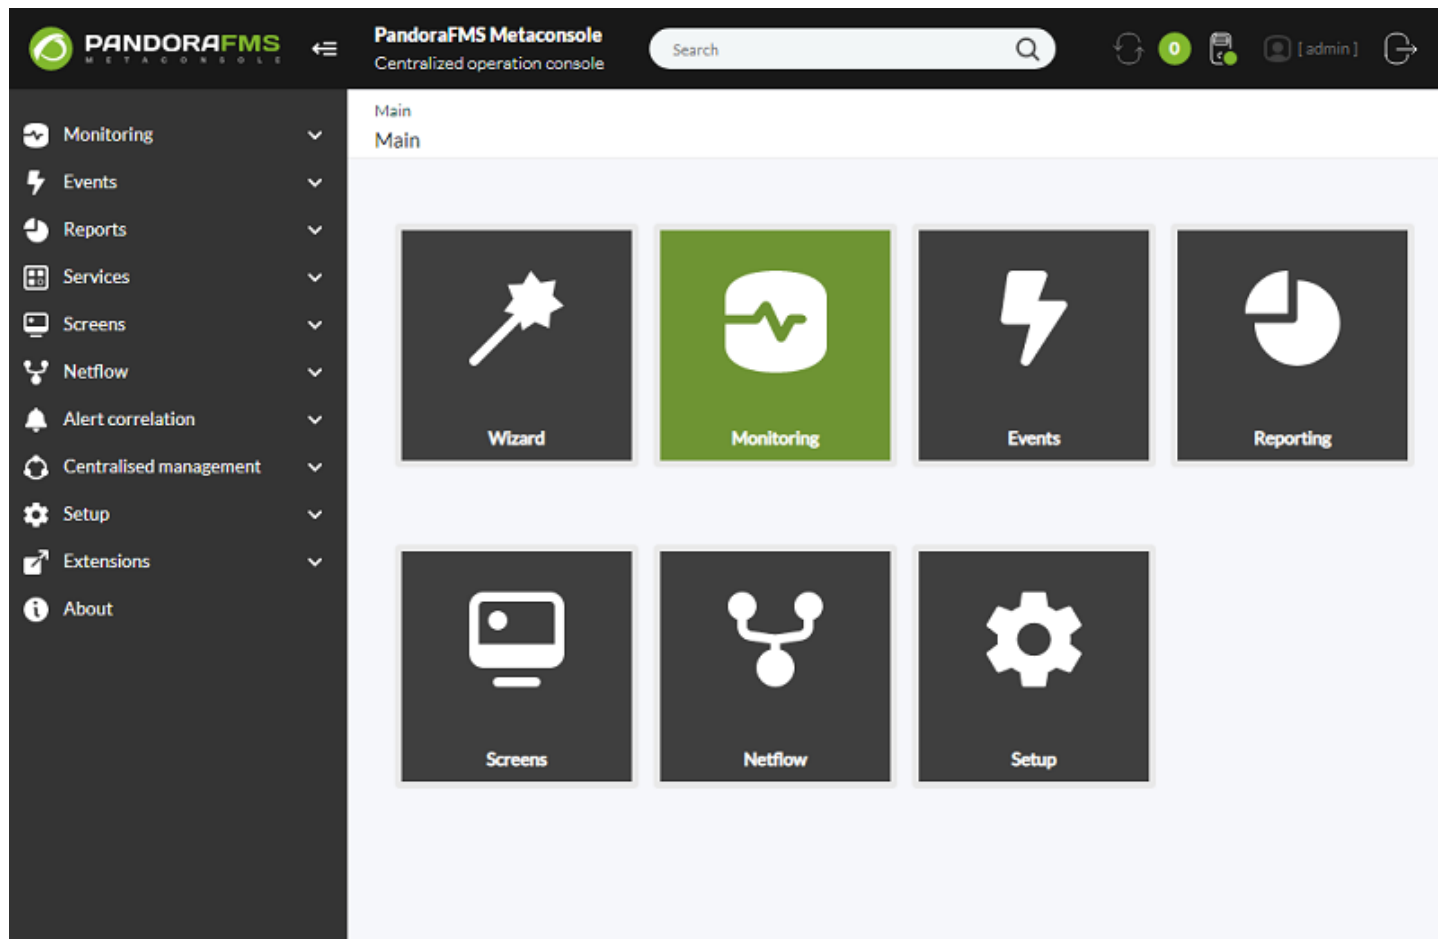 PANDORAFMS
METACONSOLE
PandoraFMS Metaconsole
Centralized operation console
Search
0
[ admin ]
Main
Main
Monitoring
Events
Reports
Services
Screens
Netflow
Alert correlation
Centralised management
Setup
Extensions
About
Wizard
Monitoring
Events
Reporting
Screens
Netflow
Setup